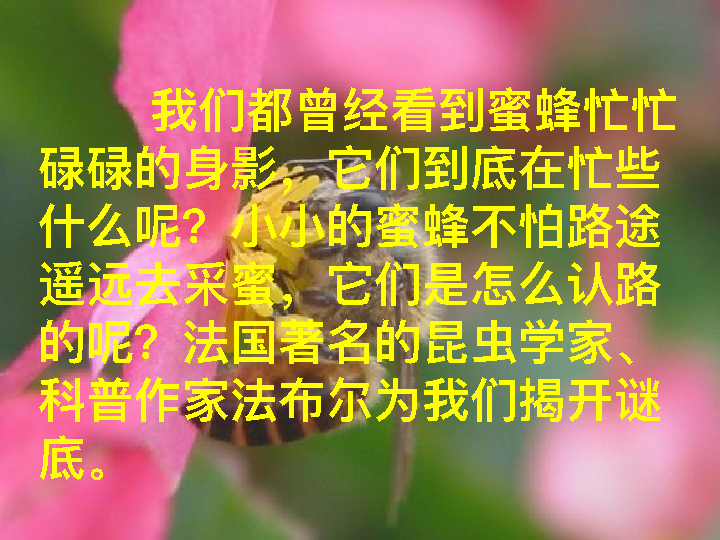 我们都曾经看到蜜蜂忙忙
碌碌的身影，它们到底在忙些
什么呢？小小的蜜蜂不怕路途
遥远去采蜜，它们是怎么认路
的呢？法国著名的昆虫学家、
科普作家法布尔为我们揭开谜
底。